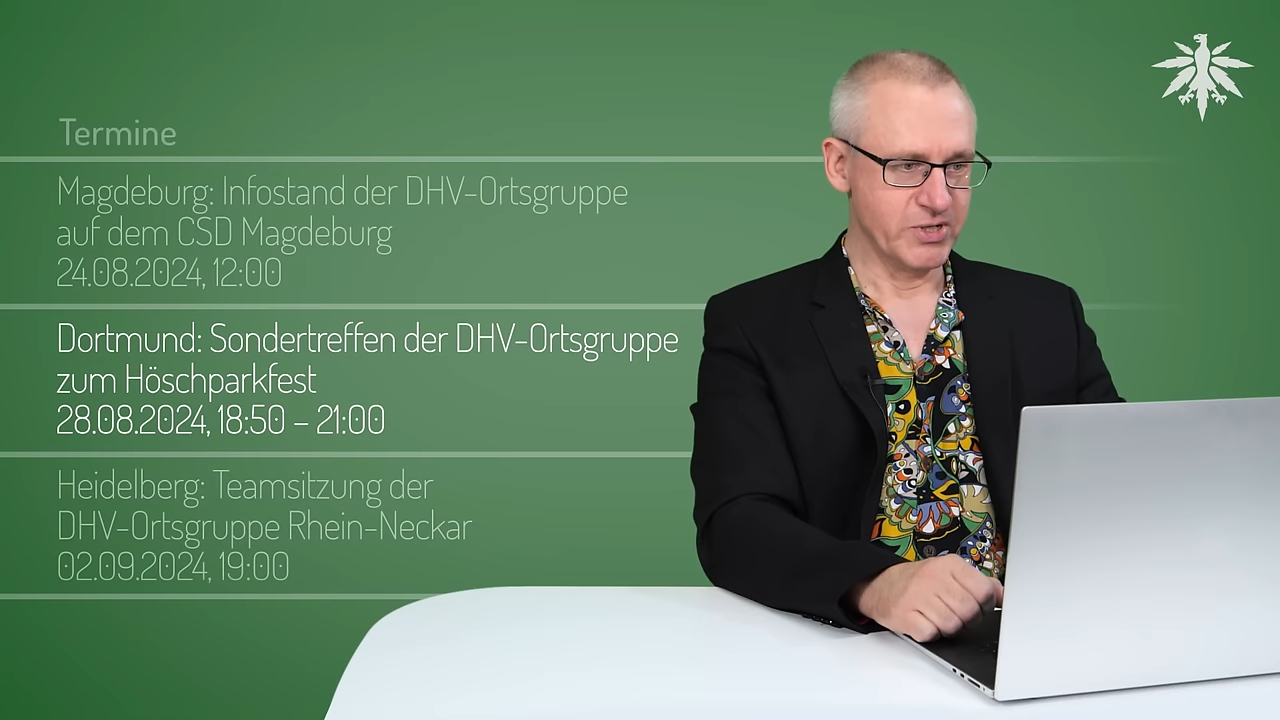 Termine
Magdeburg: Infostand der DHV-Ortsgruppe
auf dem CSD Magdeburg
24.08.2024, 12:00
Dortmund: Sondertreffen der DHV-Ortsgruppe
zum Höschparkfest
28.08.2024, 18:50 – 21:00
Heidelberg: Teamsitzung der
DHV-Ortsgruppe Rhein-Neckar
02.09.2024, 19:00